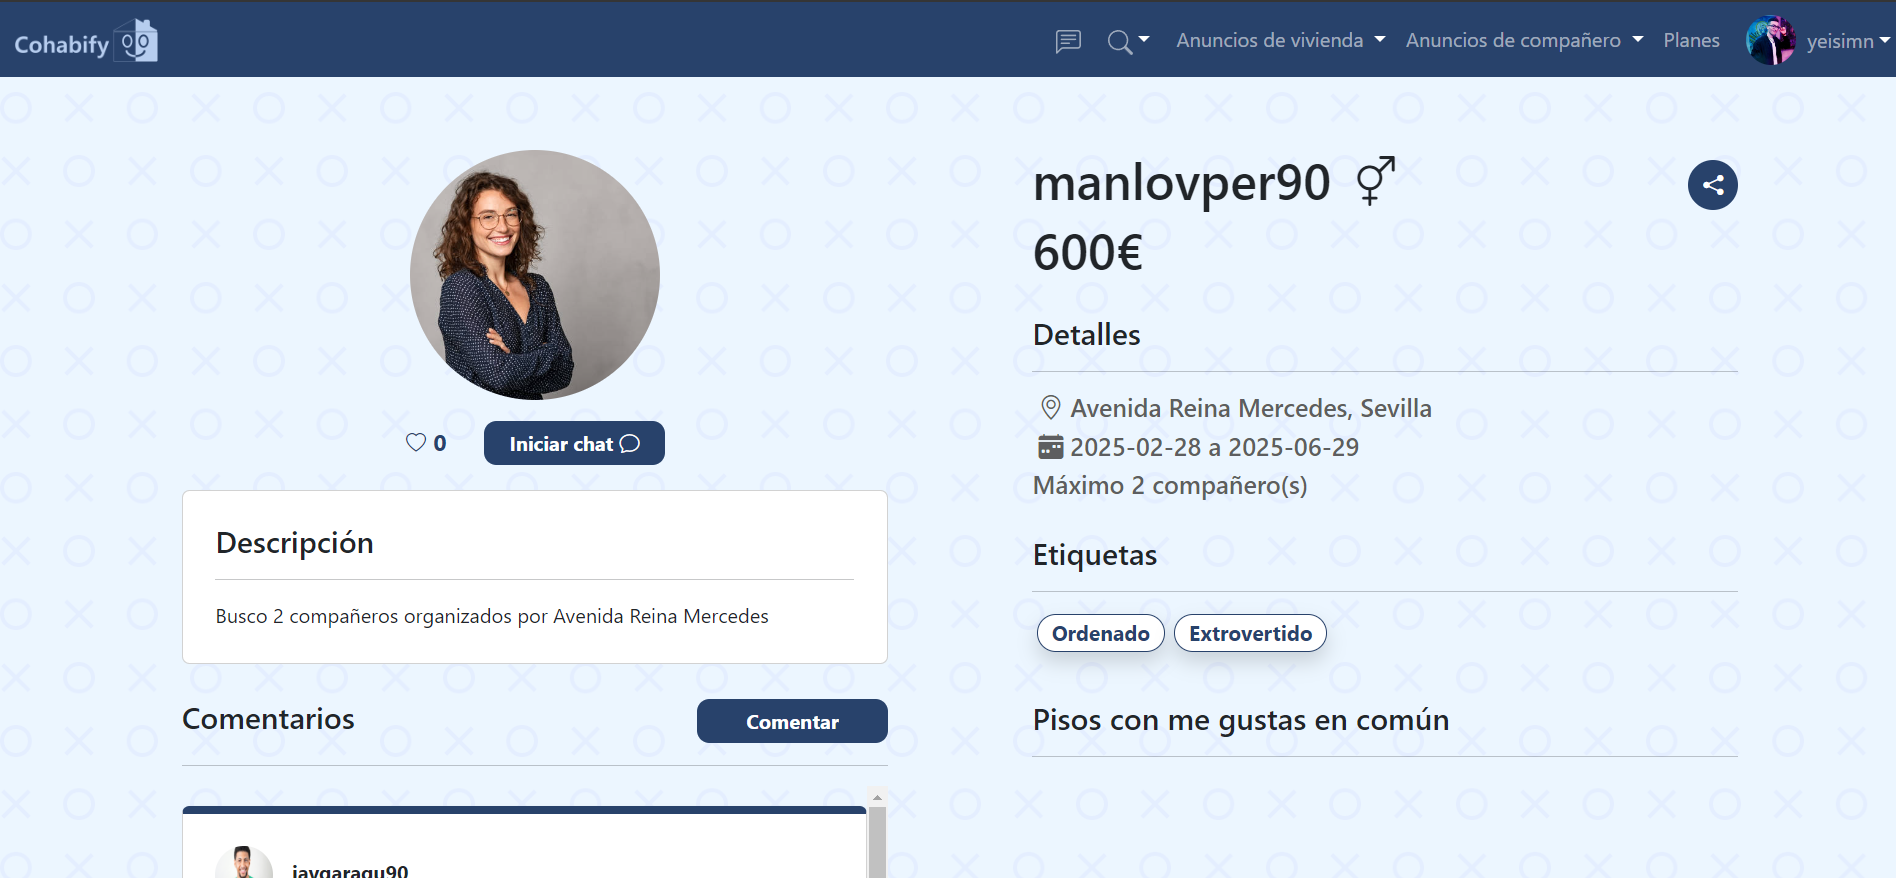 Cohabify
Anuncios de vivienda
Anuncios de compañero
Planes
yeisimn
0
Iniciar chat
Descripción
Busco 2 compañeros organizados por Avenida Reina Mercedes
Comentarios
Comentar
manlovper90
600€
Detalles
Avenida Reina Mercedes, Sevilla
2025-02-28 a 2025-06-29
Máximo 2 compañero(s)
Etiquetas
Ordenado
Extrovertido
Pisos con me gustas en común